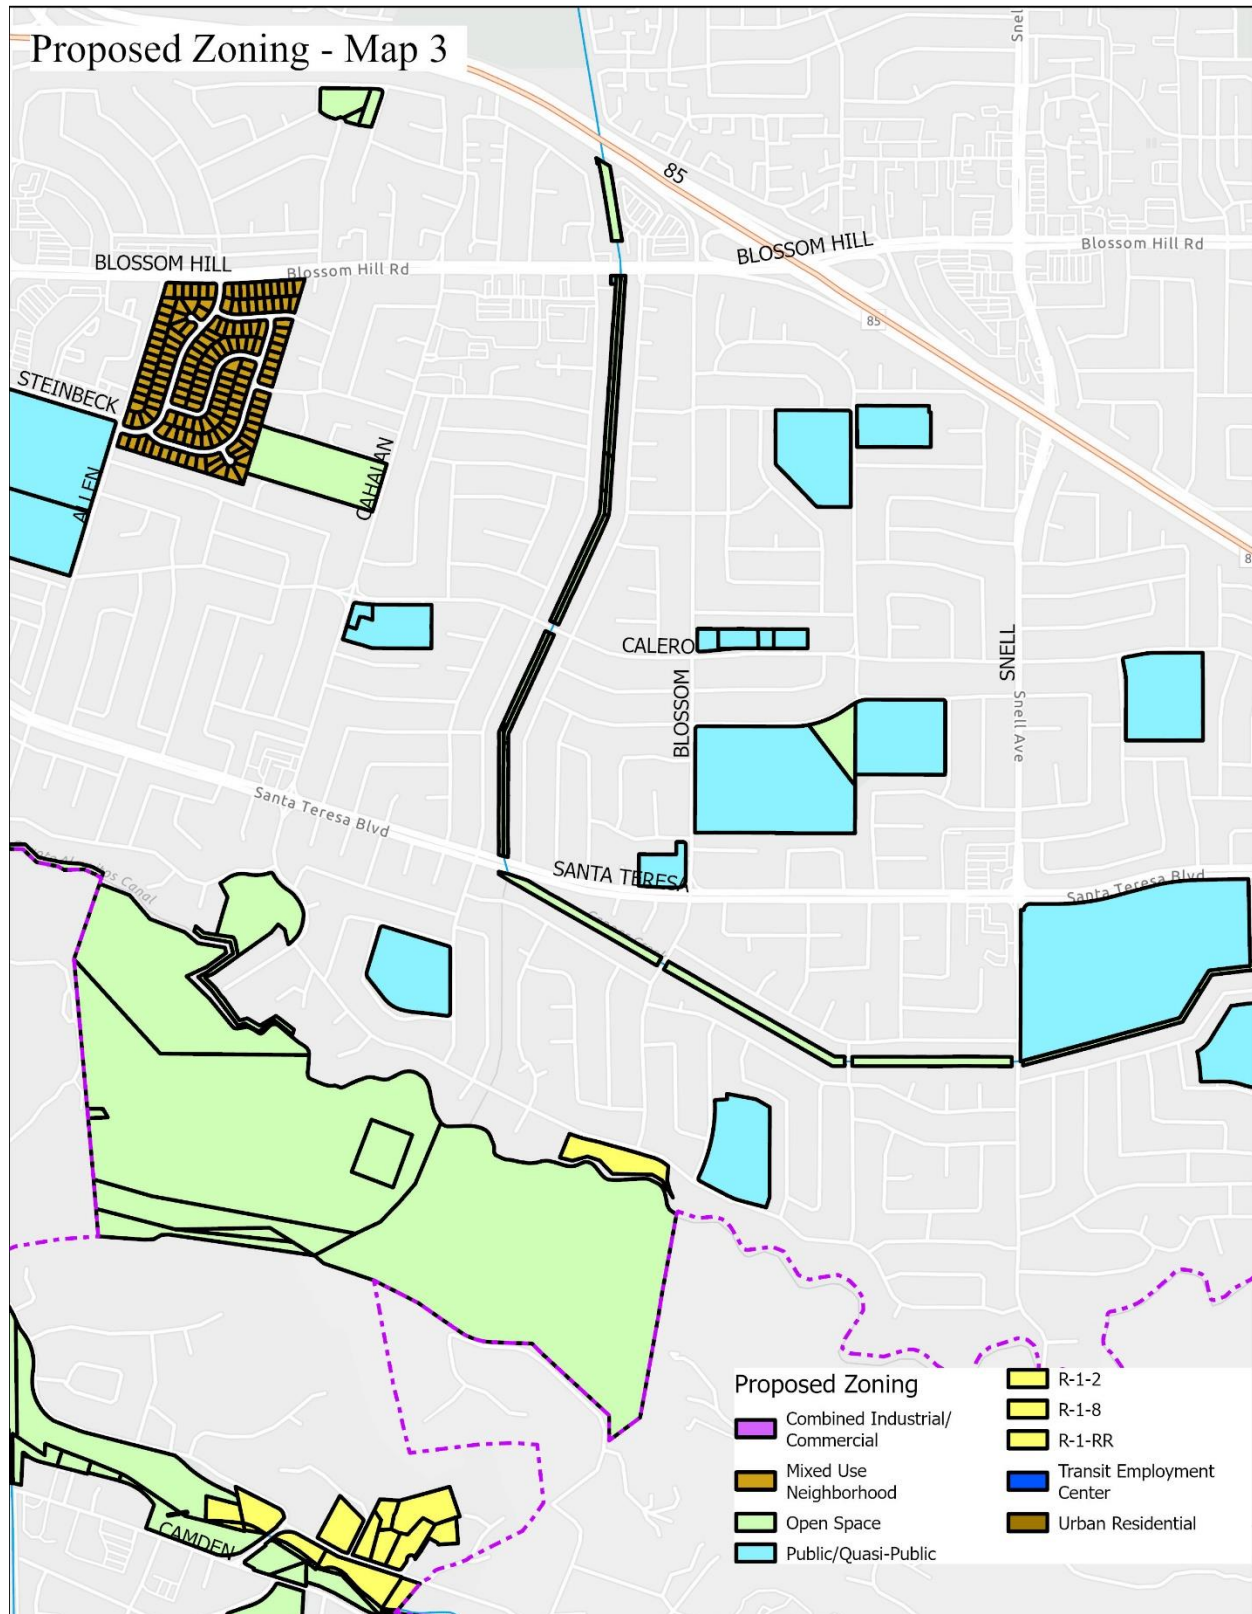 Proposed Zoning - Map 3
Snel
85
BLOSSOM HILL
Blossom Hill Rd
BLOSSOM HILL
Blossom Hill Rd
85
STEINBECK
CAHALAN
ALLEN
8
CALERO
SNELL
BLOSSOM
Snell Ave
Santa Teresa Blvd
SANTA TERESA
Santa Teresa Blvd
Canal
Proposed Zoning
Combined Industrial/
Commercial
Mixed Use
Neighborhood
Open Space
Public/Quasi-Public
R-1-2
R-1-8
R-1-RR
Transit Employment
Center
Urban Residential
CAMDEN